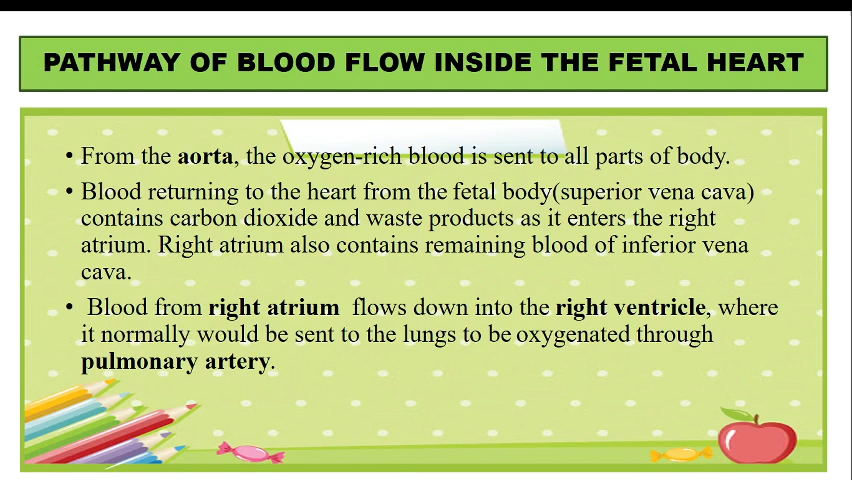 PATHWAY OF BLOOD FLOW INSIDE THE FETAL HEART
• From the aorta, the oxygen-rich blood is sent to all parts of body.
• Blood returning to the heart from the fetal body(superior vena cava)
contains carbon dioxide and waste products as it enters the right
atrium. Right atrium also contains remaining blood of inferior vena
cava.
• Blood from right atrium flows down into the right ventricle, where
it normally would be sent to the lungs to be oxygenated through
pulmonary artery.